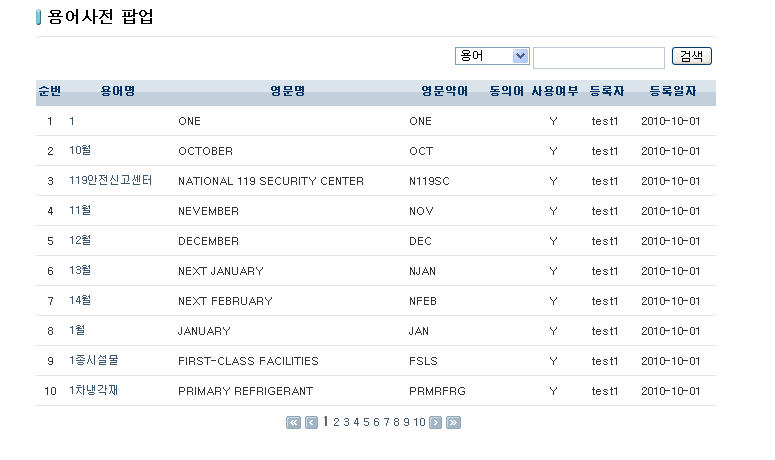 용어사전 팝업
용어 검색
순번 용어명 영문명 영문약어 동의어 사용여부 등록자 등록일자
1 1 ONE ONE Y test1 2010-10-01
2 10월 OCTOBER OCT Y test1 2010-10-01
3 119안전신고센터 NATIONAL 119 SECURITY CENTER N119SC Y test1 2010-10-01
4 11월 NEVEMBER NOV Y test1 2010-10-01
5 12월 DECEMBER DEC Y test1 2010-10-01
6 13월 NEXT JANUARY NJAN Y test1 2010-10-01
7 14월 NEXT FEBRUARY NFEB Y test1 2010-10-01
8 1월 JANUARY JAN Y test1 2010-10-01
9 1종시설물 FIRST-CLASS FACILITIES FSLS Y test1 2010-10-01
10 1차냉각재 PRIMARY REFRIGERANT PRMRFRG Y test1 2010-10-01
« < 1 2 3 4 5 6 7 8 9 10 > »